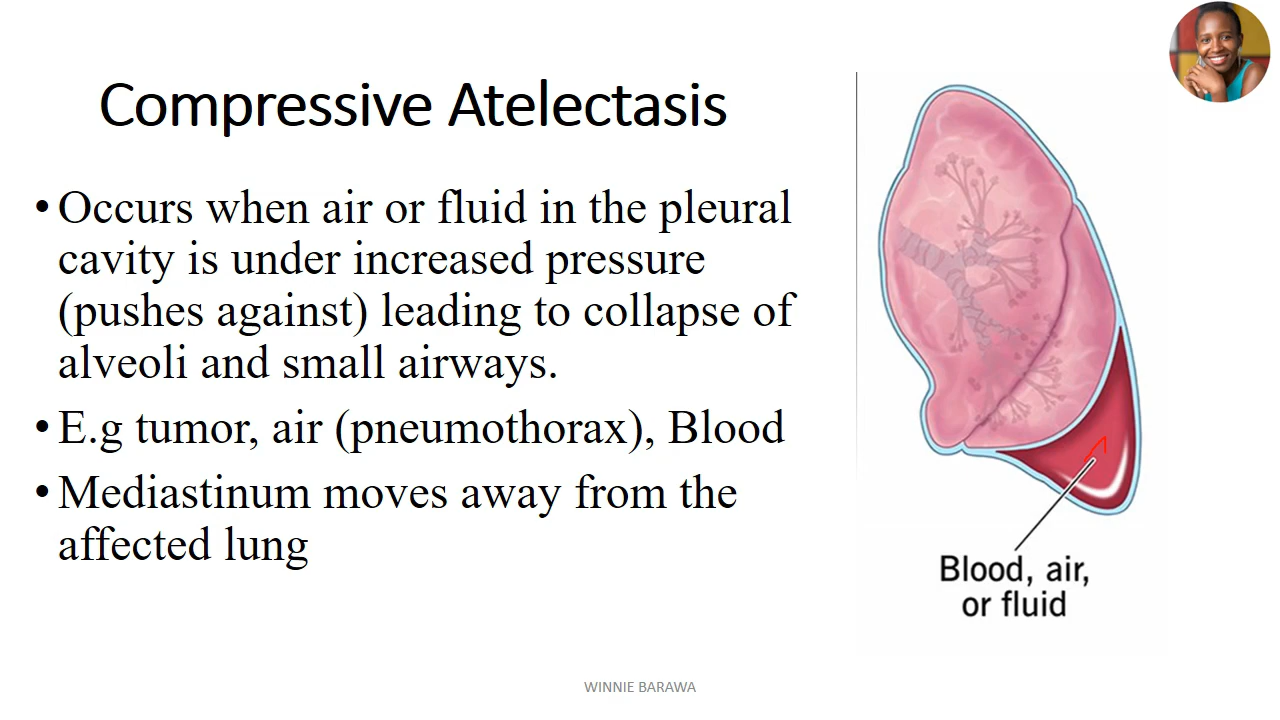 Compressive Atelectasis
• Occurs when air or fluid in the pleural
cavity is under increased pressure
(pushes against) leading to collapse of
alveoli and small airways.
• E.g tumor, air (pneumothorax), Blood
• Mediastinum moves away from the
affected lung
Blood, air,
or fluid
WINNIE BARAWA